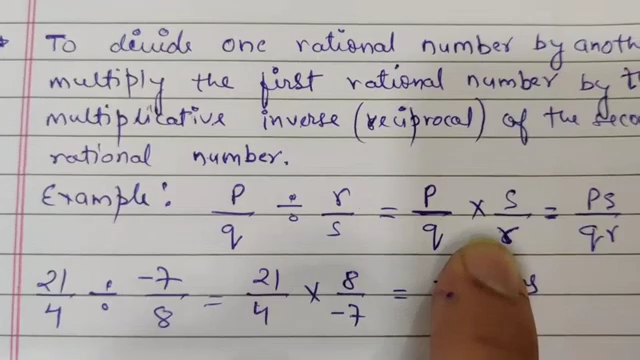 To divide one rational number by anoth
multiply the first rational number by t
multiplicative inverse (reciprocal) of the seco
rational number.
Example: p/q ÷ r/s = p/q × s/r = ps/qr
21/4 ÷ -7/8 = 21/4 × 8/-7 =